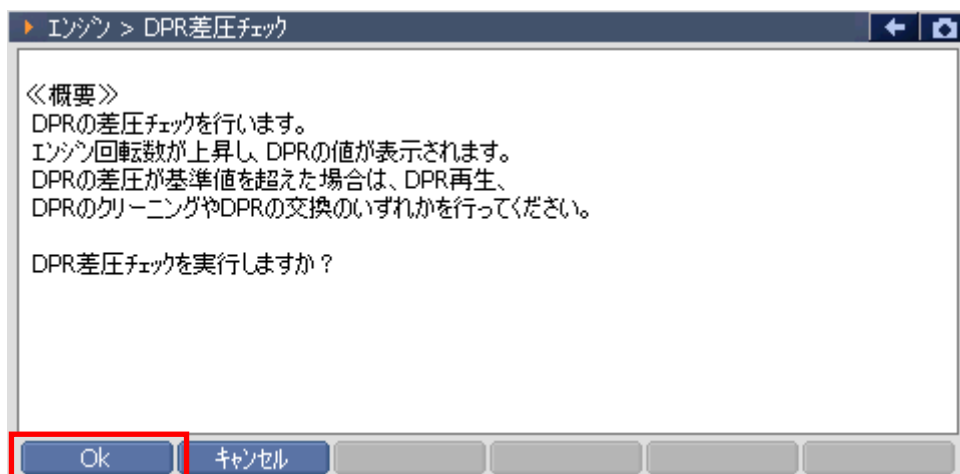 ｴﾝｼﾞﾝ > DPR差圧ﾁｪｯｸ
≪概要≫
DPRの差圧ﾁｪｯｸを行います。
ｴﾝｼﾞﾝ回転数が上昇し、DPRの値が表示されます。
DPRの差圧が基準値を超えた場合は、DPR再生、
DPRのクリーニングやDPRの交換のいずれかを行ってください。
DPR差圧ﾁｪｯｸを実行しますか？
Ok ｷｬﾝｾﾙ